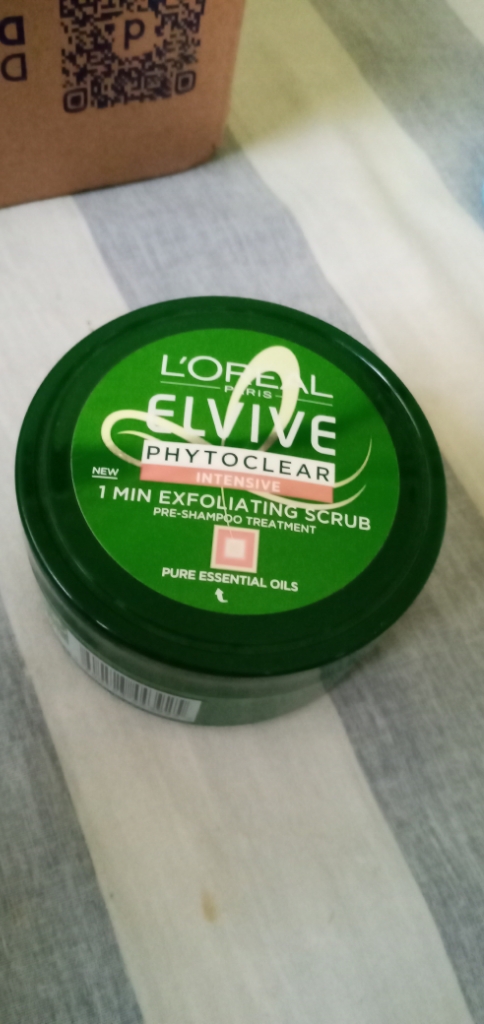 L'ORÉAL
PARIS
ELVIVE
PHYTOCLEAR
INTENSIVE
NEW
1 MIN EXFOLIATING SCRUB
PRE-SHAMPOO TREATMENT
PURE ESSENTIAL OILS